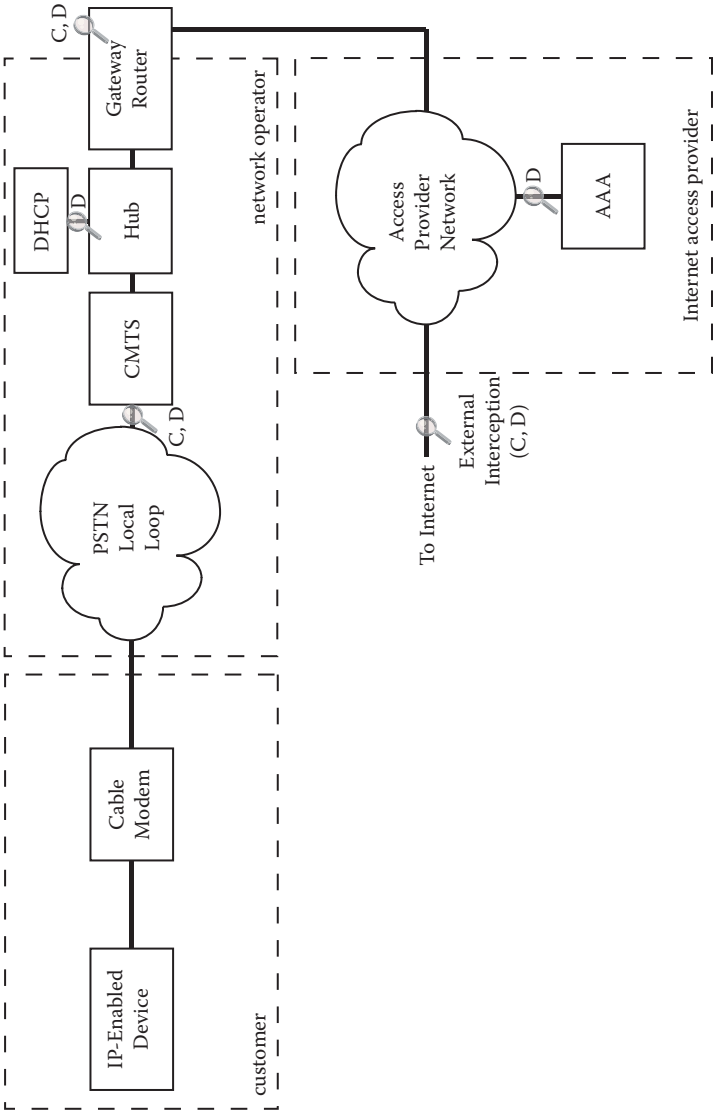 IP-Enabled
Device
customer
Cable
Modem
PSTN
Local
Loop
C, D
CMTS
DHCP
D
Hub
C, D
Gateway
Router
network operator
To Internet
External
Interception
(C, D)
Access
Provider
Network
D
AAA
Internet access provider